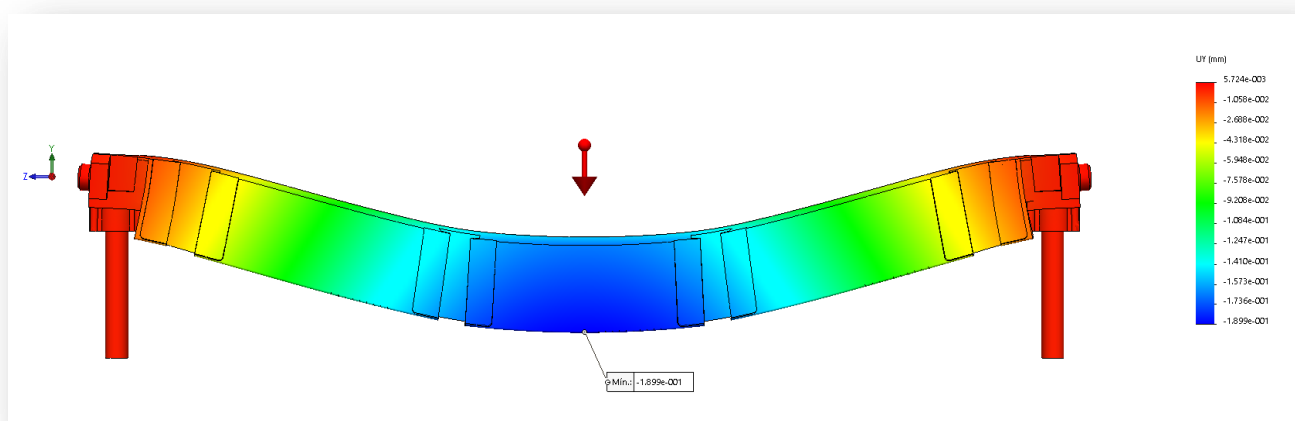 UY (mm)
5.724e-003
-1.058e-002
-2.688e-002
-4.318e-002
-5.948e-002
-7.578e-002
-9.208e-002
-1.084e-001
-1.247e-001
-1.410e-001
-1.573e-001
-1.736e-001
-1.899e-001
Y
Z
Mín.: -1.899e-001